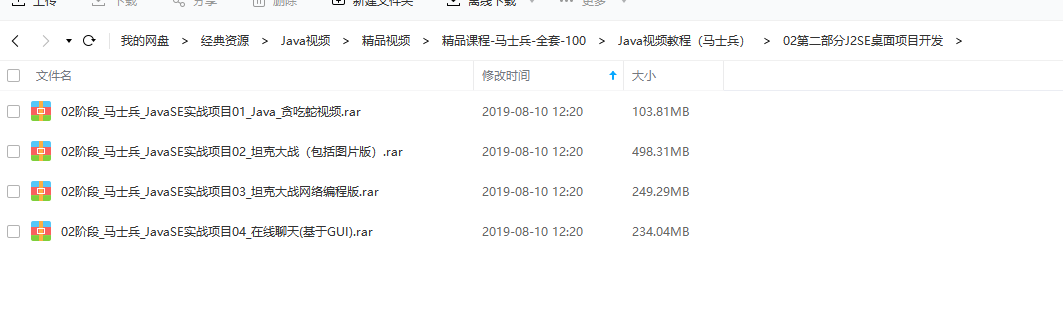 上传 下载 分享 删除 新建文件夹 离线下载 更多
我的网盘 > 经典资源 > Java视频 > 精品视频 > 精品课程-马士兵-全套-100 > Java视频教程（马士兵） > 02第二部分J2SE桌面项目开发 >
文件名 修改时间 大小
02阶段_马士兵_JavaSE实战项目01_Java_贪吃蛇视频.rar 2019-08-10 12:20 103.81MB
02阶段_马士兵_JavaSE实战项目02_坦克大战（包括图片版）.rar 2019-08-10 12:20 498.31MB
02阶段_马士兵_JavaSE实战项目03_坦克大战网络编程版.rar 2019-08-10 12:20 249.29MB
02阶段_马士兵_JavaSE实战项目04_在线聊天(基于GUI).rar 2019-08-10 12:20 234.04MB